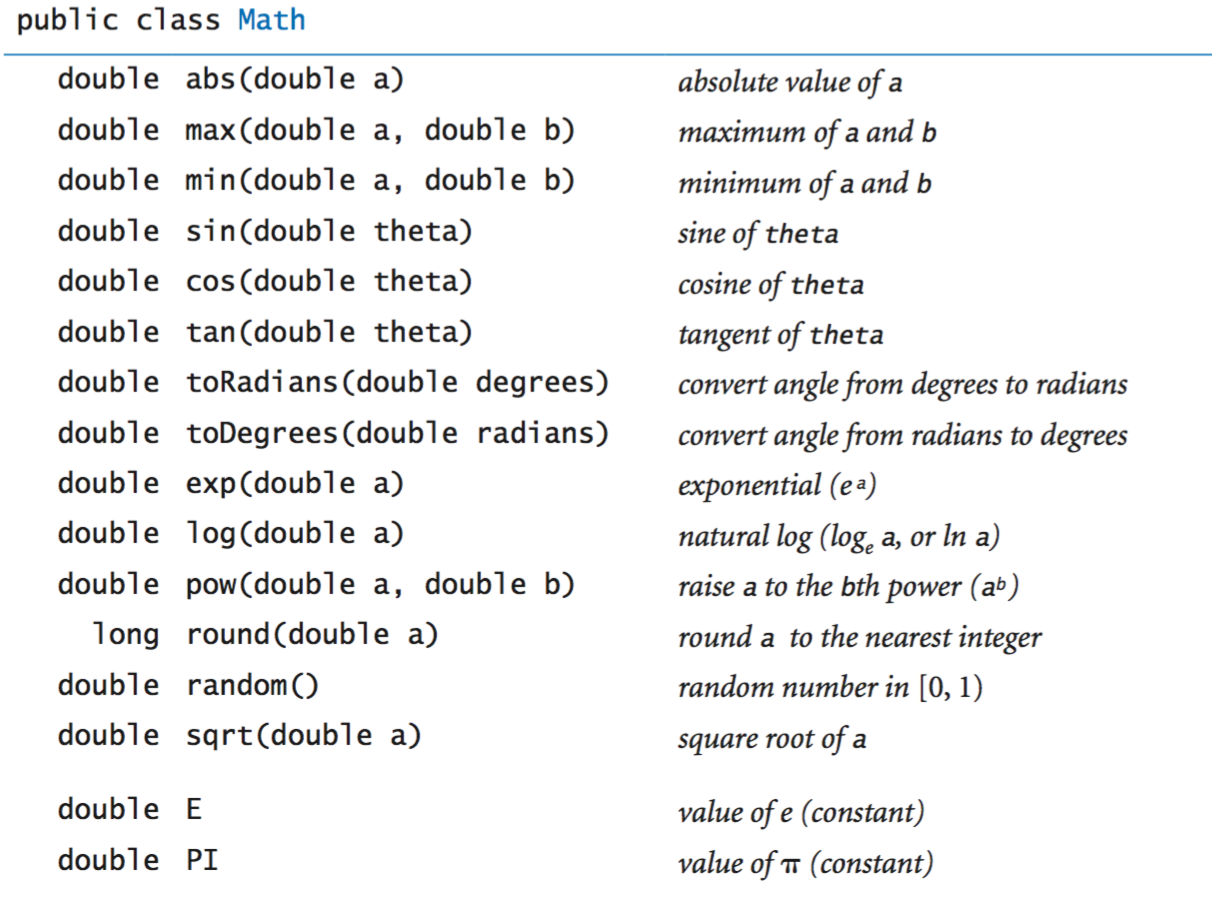 public class Math
double abs(double a) absolute value of a
double max(double a, double b) maximum of a and b
double min(double a, double b) minimum of a and b
double sin(double theta) sine of theta
double cos(double theta) cosine of theta
double tan(double theta) tangent of theta
double toRadians(double degrees) convert angle from degrees to radians
double toDegrees(double radians) convert angle from radians to degrees
double exp(double a) exponential (eᵃ)
double log(double a) natural log (logₑ a, or ln a)
double pow(double a, double b) raise a to the bth power (aᵇ)
long round(double a) round a to the nearest integer
double random() random number in [0, 1)
double sqrt(double a) square root of a
double E value of e (constant)
double PI value of π (constant)